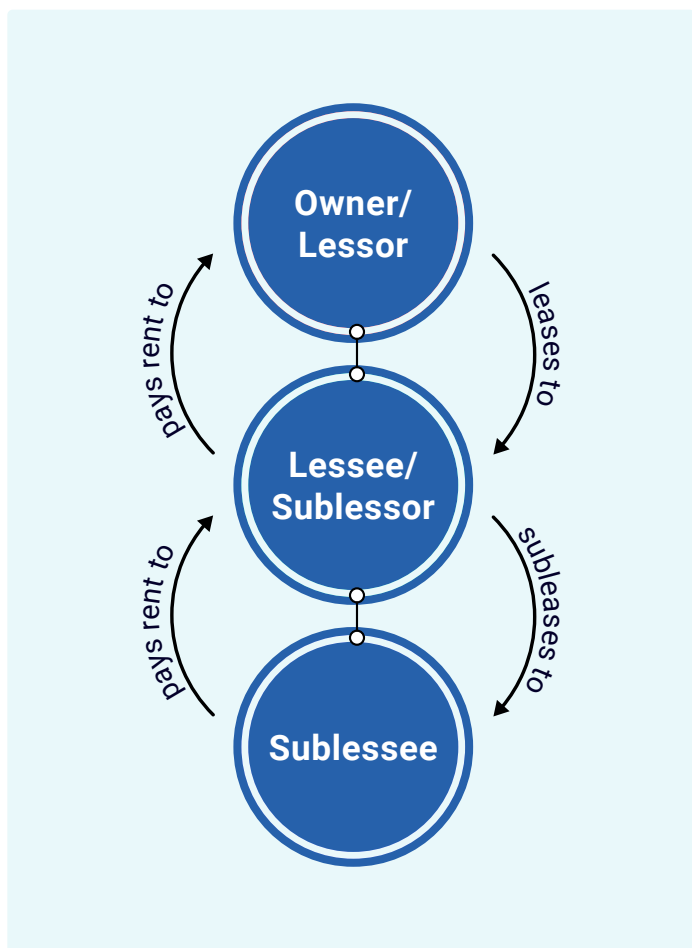 Owner/
Lessor
pays rent to
leases to
Lessee/
Sublessor
pays rent to
subleases to
Sublessee